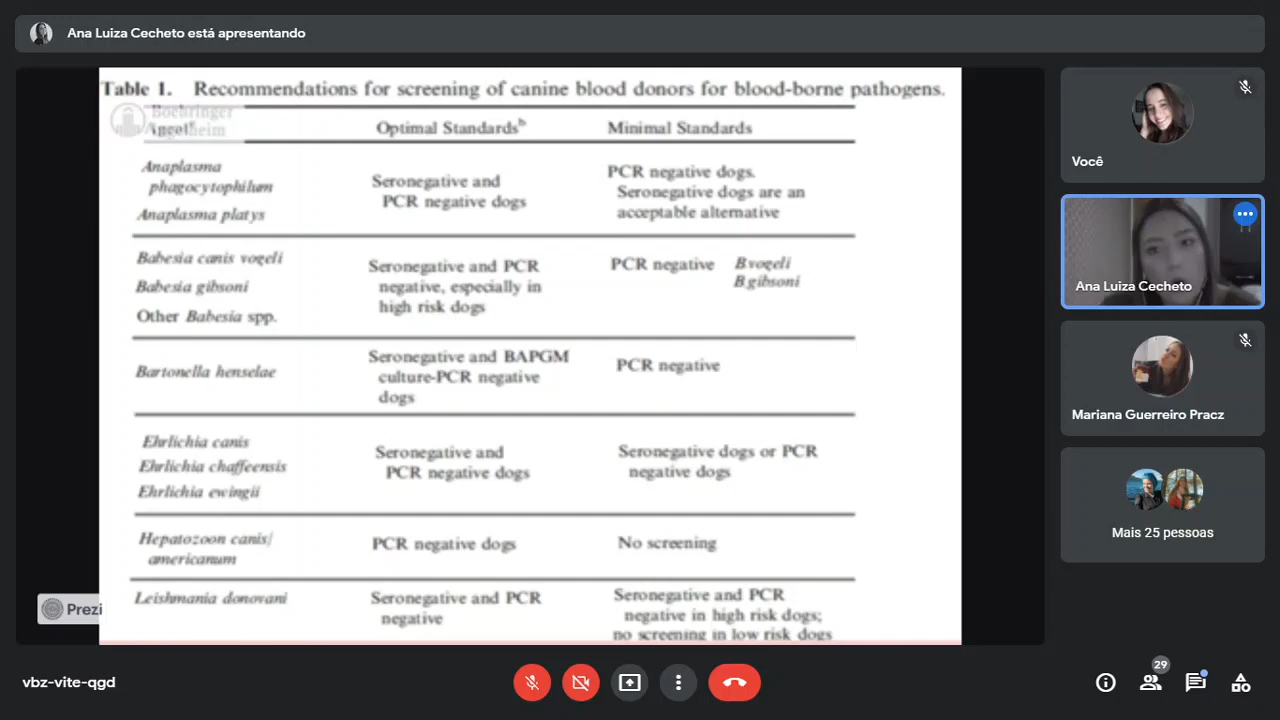 Ana Luiza Cecheto está apresentando
Table 1. Recommendations for screening of canine blood donors for blood-borne pathogens.
Boehringer
Ingelheim
Optimal Standardsᵇ
Minimal Standards
Anaplasma
phagocytophilum
Anaplasma platys
Seronegative and
PCR negative dogs
PCR negative dogs.
Seronegative dogs are an
acceptable alternative
Babesia canis vogeli
Babesia gibsoni
Other Babesia spp.
Seronegative and PCR
negative, especially in
high risk dogs
PCR negative B vogeli
B gibsoni
Bartonella henselae
Seronegative and BAPGM
culture-PCR negative
dogs
PCR negative
Ehrlichia canis
Ehrlichia chaffeensis
Ehrlichia ewingii
Seronegative and
PCR negative dogs
Seronegative dogs or PCR
negative dogs
Hepatozoon canis/
americanum
PCR negative dogs
No screening
Leishmania donovani
Seronegative and PCR
negative
Seronegative and PCR
negative in high risk dogs;
no screening in low risk dogs
Prezi
Você
Ana Luiza Cecheto
Mariana Guerreiro Pracz
Mais 25 pessoas
vbz-vite-qgd
29